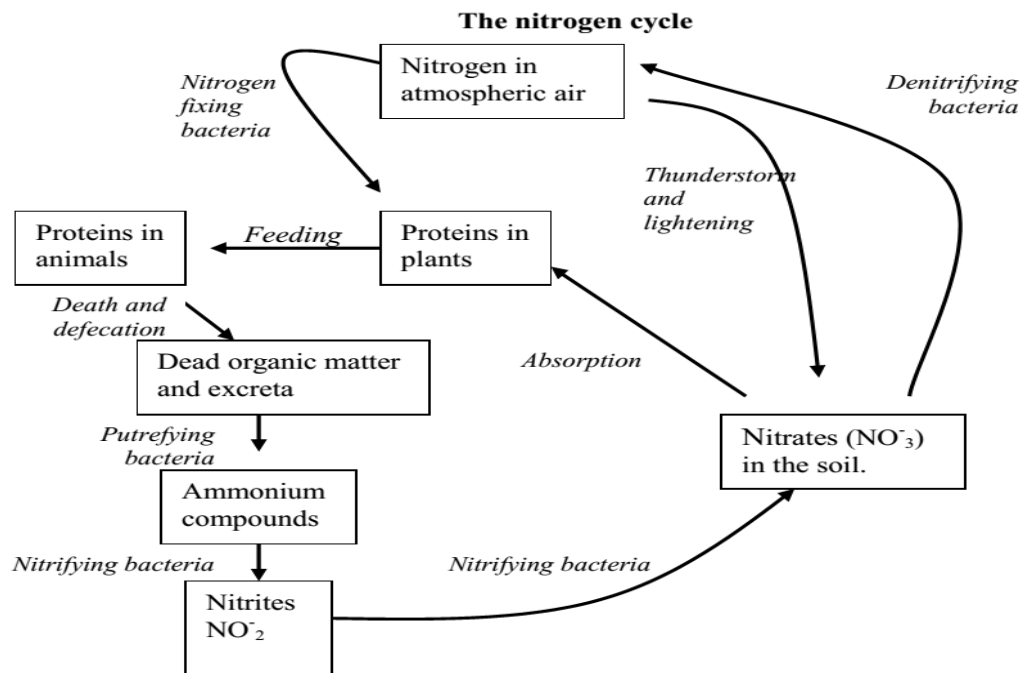 The nitrogen cycle
Nitrogen in
atmospheric air
Nitrogen
fixing
bacteria
Denitrifying
bacteria
Thunderstorm
and
lightening
Proteins in
animals
Feeding
Proteins in
plants
Death and
defecation
Dead organic matter
and excreta
Absorption
Putrefying
bacteria
Nitrates (NO⁻₃)
in the soil.
Ammonium
compounds
Nitrifying bacteria
Nitrifying bacteria
Nitrites
NO⁻₂